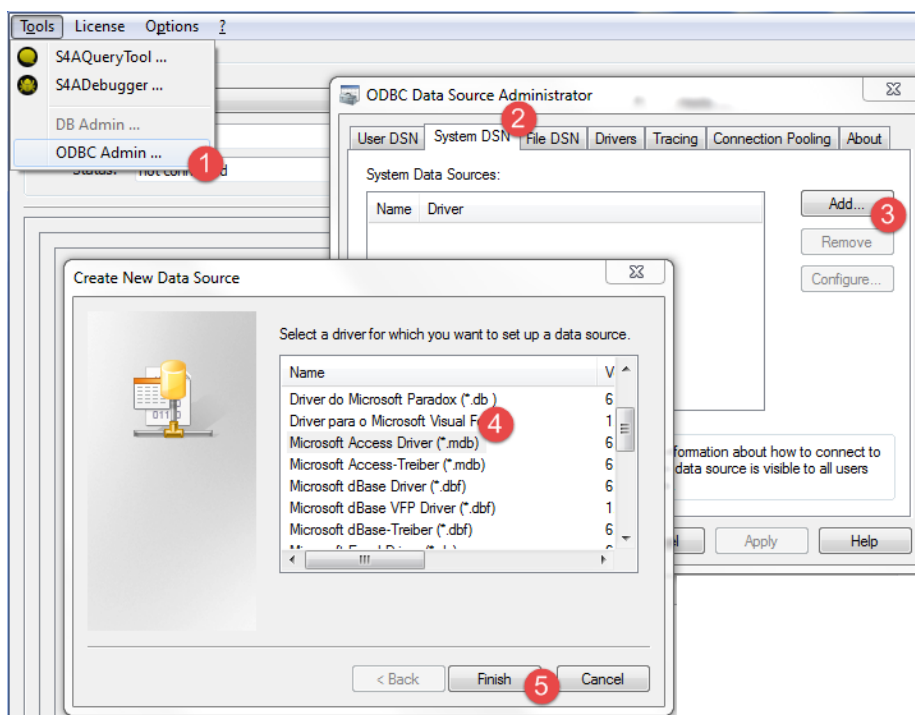 Tools License Options ?
S4AQueryTool ...
S4ADebugger ...
DB Admin ...
ODBC Admin ...
1
Status: not connected
ODBC Data Source Administrator
2
User DSN System DSN File DSN Drivers Tracing Connection Pooling About
System Data Sources:
Name Driver
Add...
3
Remove
Configure...
Create New Data Source
Select a driver for which you want to set up a data source.
Name V
Driver do Microsoft Paradox (*.db ) 6
Driver para o Microsoft Visual 1
4
Microsoft Access Driver (*.mdb) 6
Microsoft Access-Treiber (*.mdb) 6
Microsoft dBase Driver (*.dbf) 6
Microsoft dBase VFP Driver (*.dbf) 1
Microsoft dBase-Treiber (*.dbf) 6
formation about how to connect to
data source is visible to all users
Apply Help
< Back Finish Cancel
5